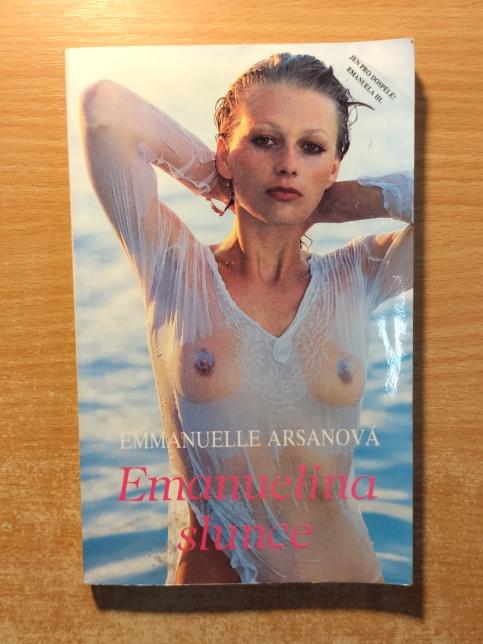 JEN PRO DOSPĚLÉ!
EMANUELA III.
EMMANUELLE ARSANOVÁ
Emanuelina
slunce